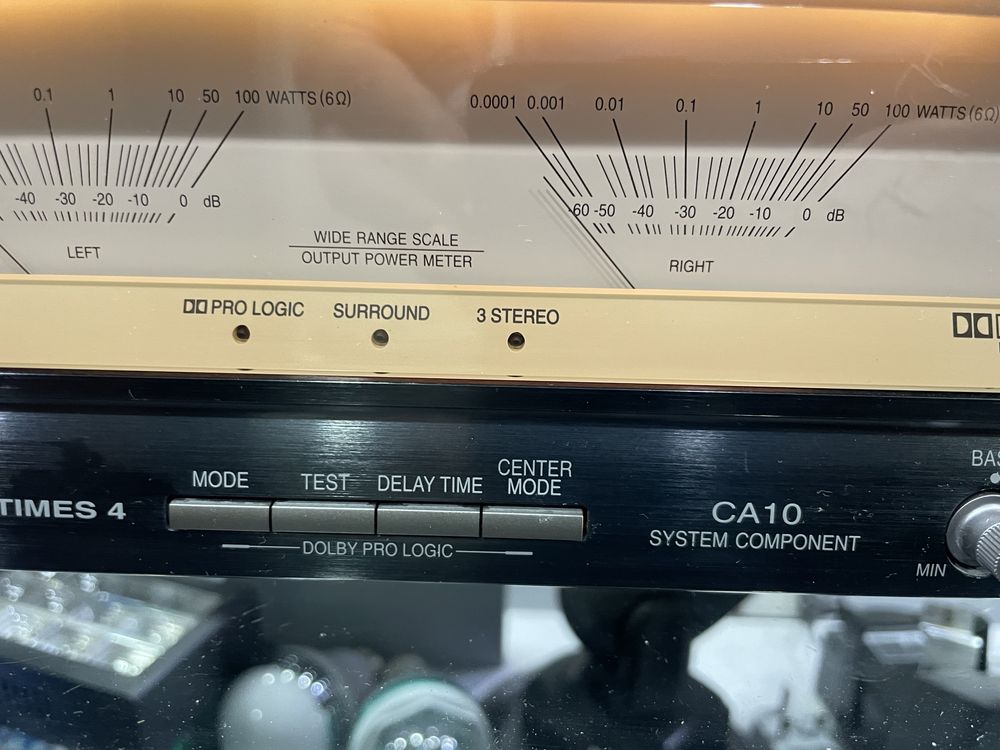 0.1 1 10 50 100 WATTS (6Ω)
-40 -30 -20 -10 0 dB
LEFT
WIDE RANGE SCALE
OUTPUT POWER METER
0.0001 0.001 0.01 0.1 1 10 50 100 WATTS (6Ω)
-60 -50 -40 -30 -20 -10 0 dB
RIGHT
PRO LOGIC SURROUND 3 STEREO
TIMES 4
MODE TEST DELAY TIME CENTER MODE
DOLBY PRO LOGIC
CA10
SYSTEM COMPONENT
BAS
MIN